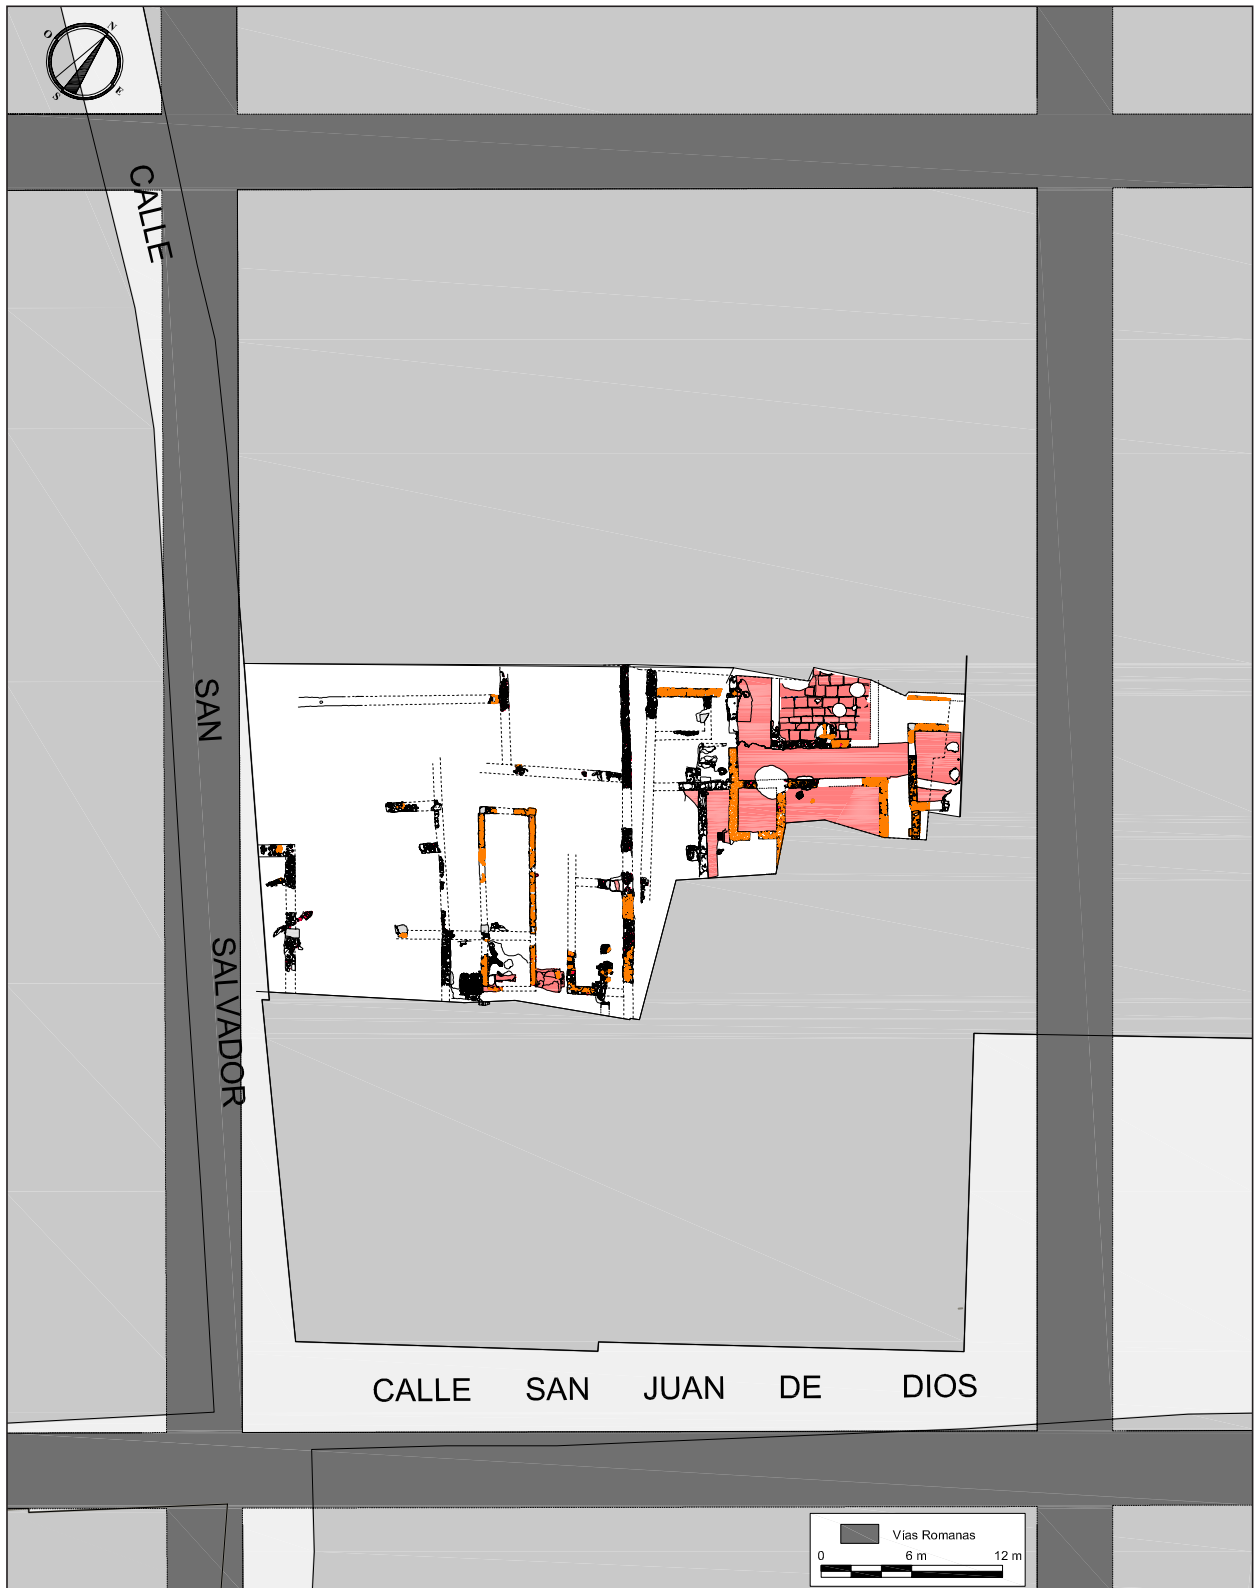 N
O
E
S
CALLE
SAN
SALVADOR
CALLE SAN JUAN DE DIOS
Vías Romanas
0 6 m 12 m